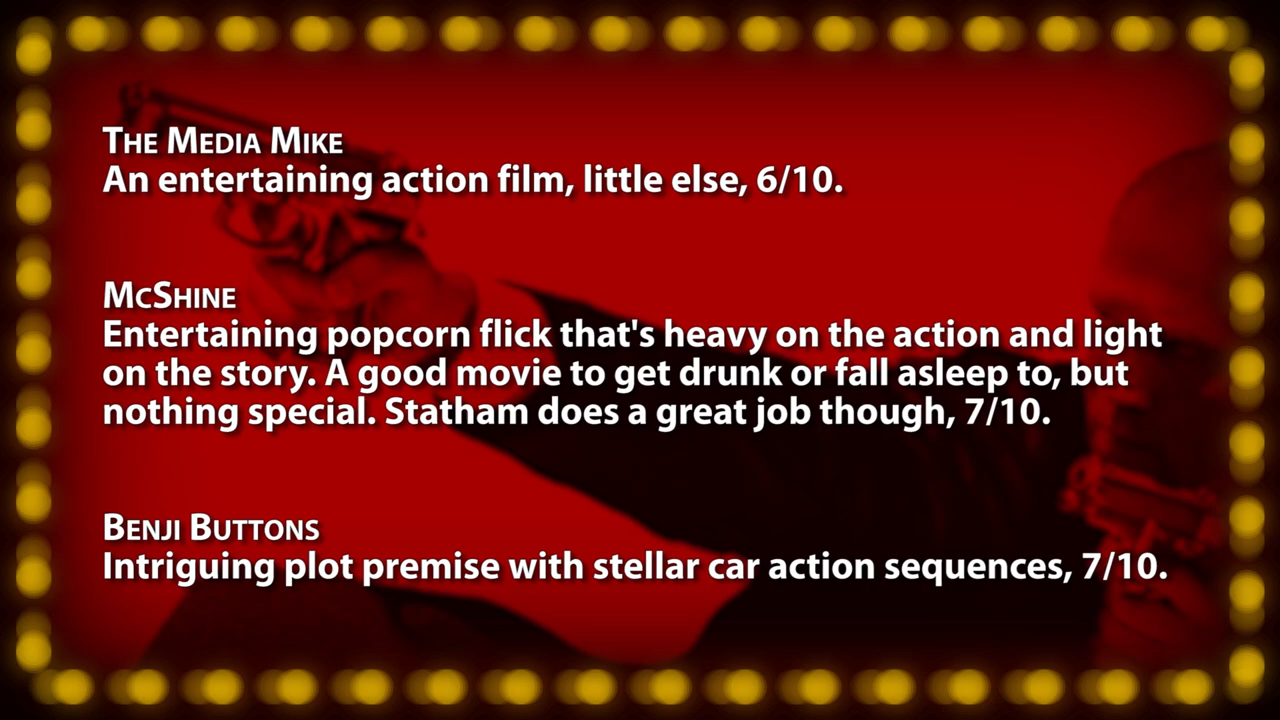 The Media Mike
An entertaining action film, little else, 6/10.
McShine
Entertaining popcorn flick that's heavy on the action and light
on the story. A good movie to get drunk or fall asleep to, but
nothing special. Statham does a great job though, 7/10.
Benji Buttons
Intriguing plot premise with stellar car action sequences, 7/10.